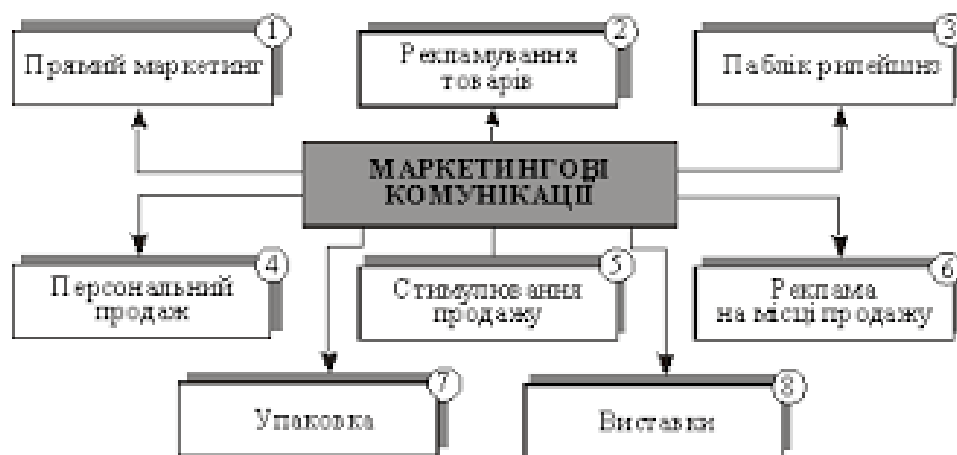 1
Прямий маркетинг
2
Рекламування
товарів
3
Паблік рилейшнз
МАРКЕТИНГОВІ
КОМУНІКАЦІЇ
4
Персональний
продаж
5
Стимулювання
продажу
6
Реклама
на місці продажу
7
Упаковка
8
Виставки